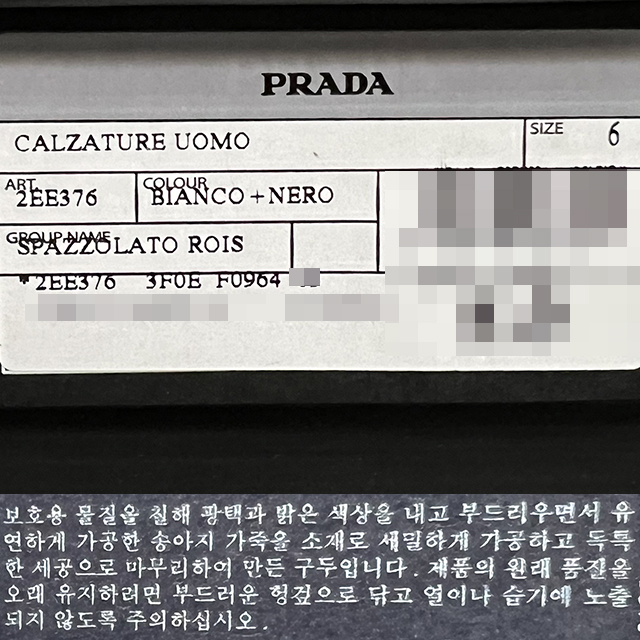 PRADA
CALZATURE UOMO
SIZE 6
ART.
2EE376
COLOUR
BIANCO+NERO
GROUP NAME
SPAZZOLATO ROIS
*2EE376 3F0E F0964
보호용 물질을 칠해 광택과 밝은 색상을 내고 부드러우면서 유
연하게 가공한 송아지 가죽을 소재로 세밀하게 가공하고 독특
한 세공으로 마무리하여 만든 구두입니다. 제품의 원래 품질을
오래 유지하려면 부드러운 헝겊으로 닦고 열이나 습기에 노출
되지 않도록 주의하십시오.